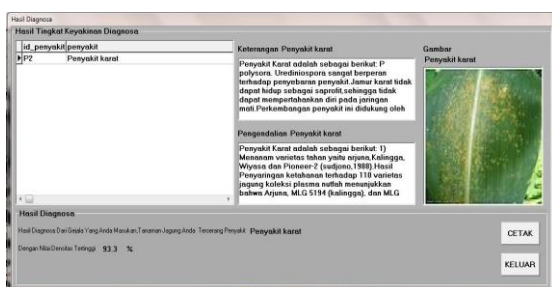 Hasil Diagnosa
Hasil Tingkat Keyakinan Diagnosa
id_penyakit penyakit
P2 Penyakit karat
Keterangan Penyakit karat
Penyakit Karat adalah sebagai berikut: P
polysora. Urediniospora sangat berperan
terhadap penyebaran penyakit.Jamur karat tidak
dapat hidup sebagai saprofit,sehingga tidak
dapat mempertahankan diri pada jaringan
mati.Perkembangan penyakit ini didukung oleh
Gambar
Penyakit karat
Pengendalian Penyakit karat
Penyakit Karat adalah sebagai berikut: 1)
Menanam varietas tahan yaitu arjuna,Kalingga,
Wiyasa dan Pioneer-2 (sudjono,1988).Hasil
Penyaringan ketahanan terhadap 110 varietas
jagung koleksi plasma nutfah menunjukkan
bahwa Arjuna, MLG 5194 (kalingga), dan MLG
Hasil Diagnosa
Hasil Diagnosa Dari Gejala Yang Anda Masukan,Tanaman Jagung Anda Terserang Penyakit Penyakit karat
Dengan Nilai Densitas Tertinggi 93.3 %
CETAK
KELUAR